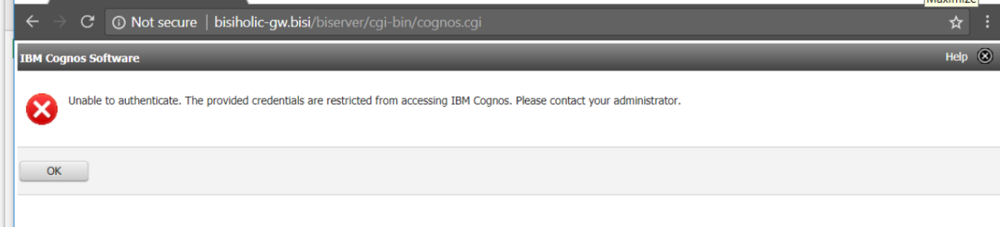 Maximize
Not secure | bisiholic-gw.bisi/biserver/cgi-bin/cognos.cgi
IBM Cognos Software Help
Unable to authenticate. The provided credentials are restricted from accessing IBM Cognos. Please contact your administrator.
OK